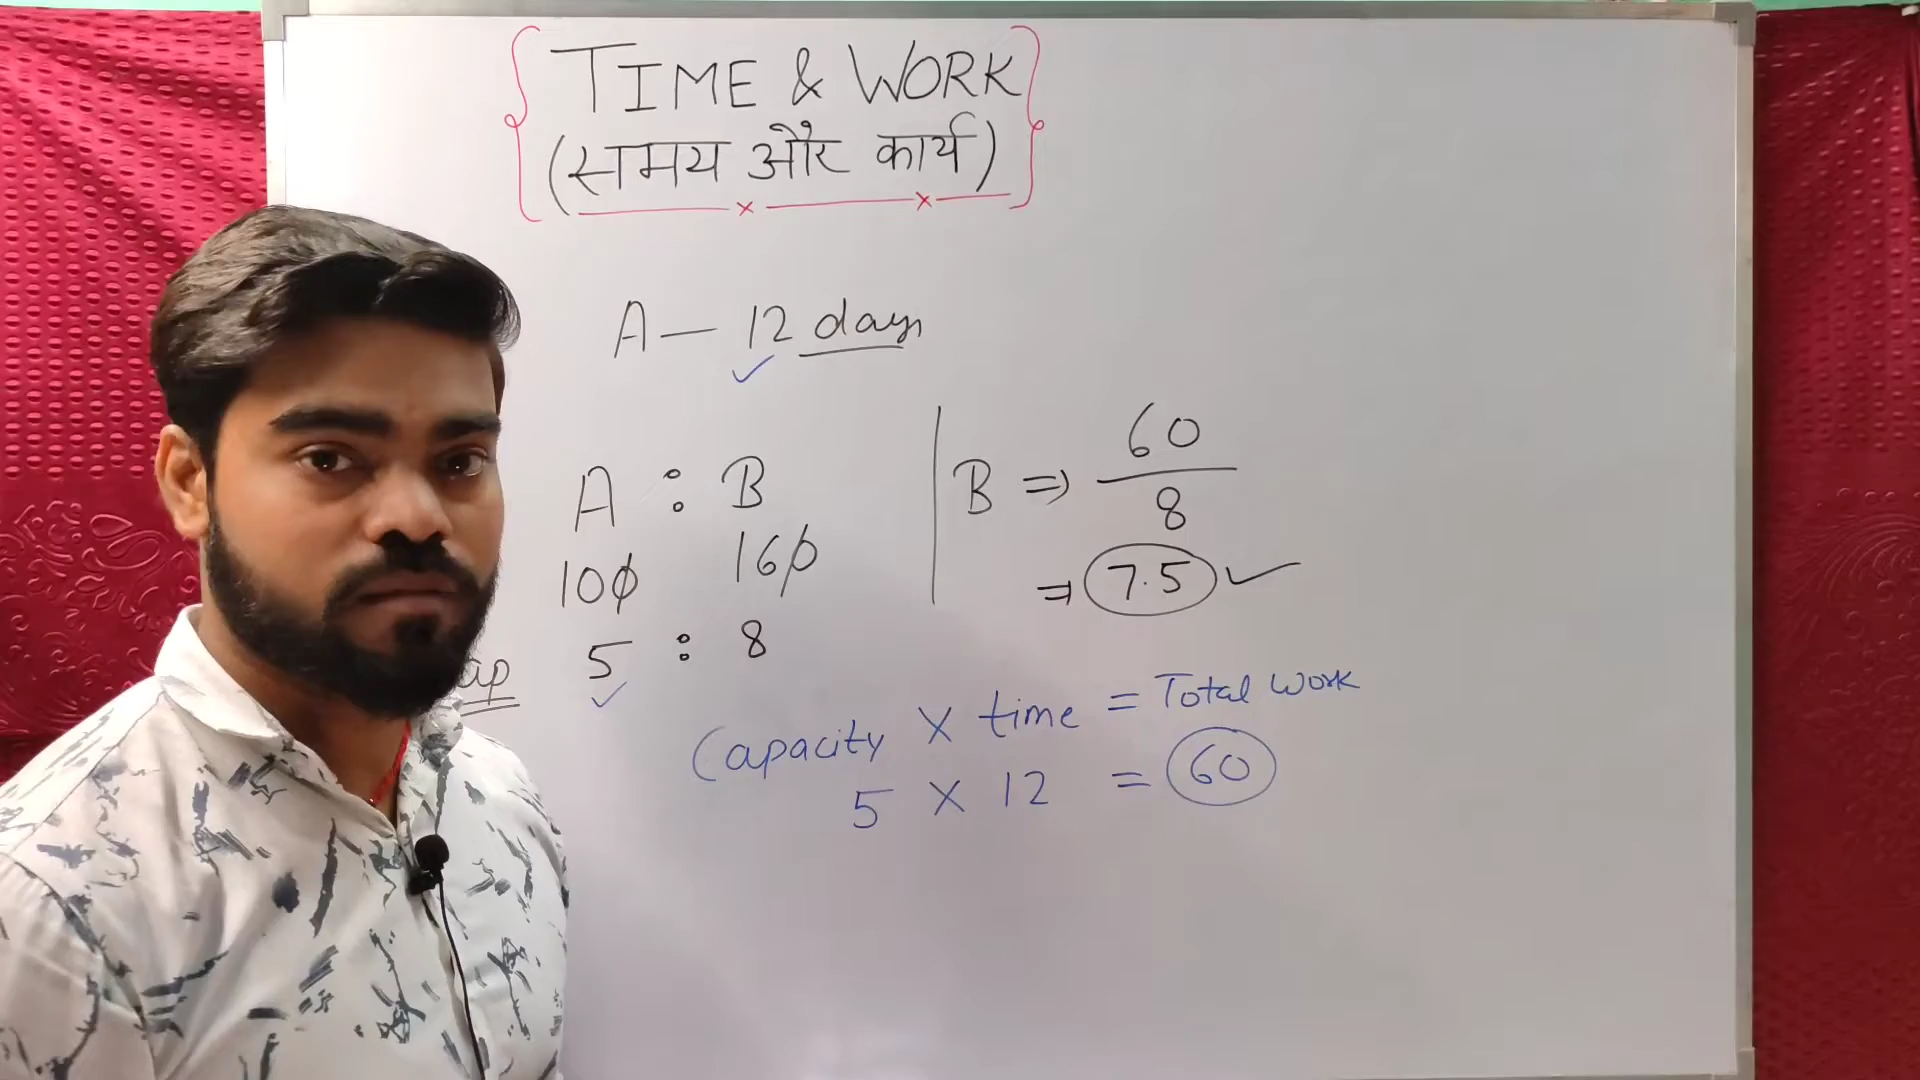 TIME & WORK
(समय और कार्य)
A — 12 days
A : B
100 160
5 : 8
B ⇒ 60/8
⇒ 7.5
Capacity × time = Total Work
5 × 12 = 60